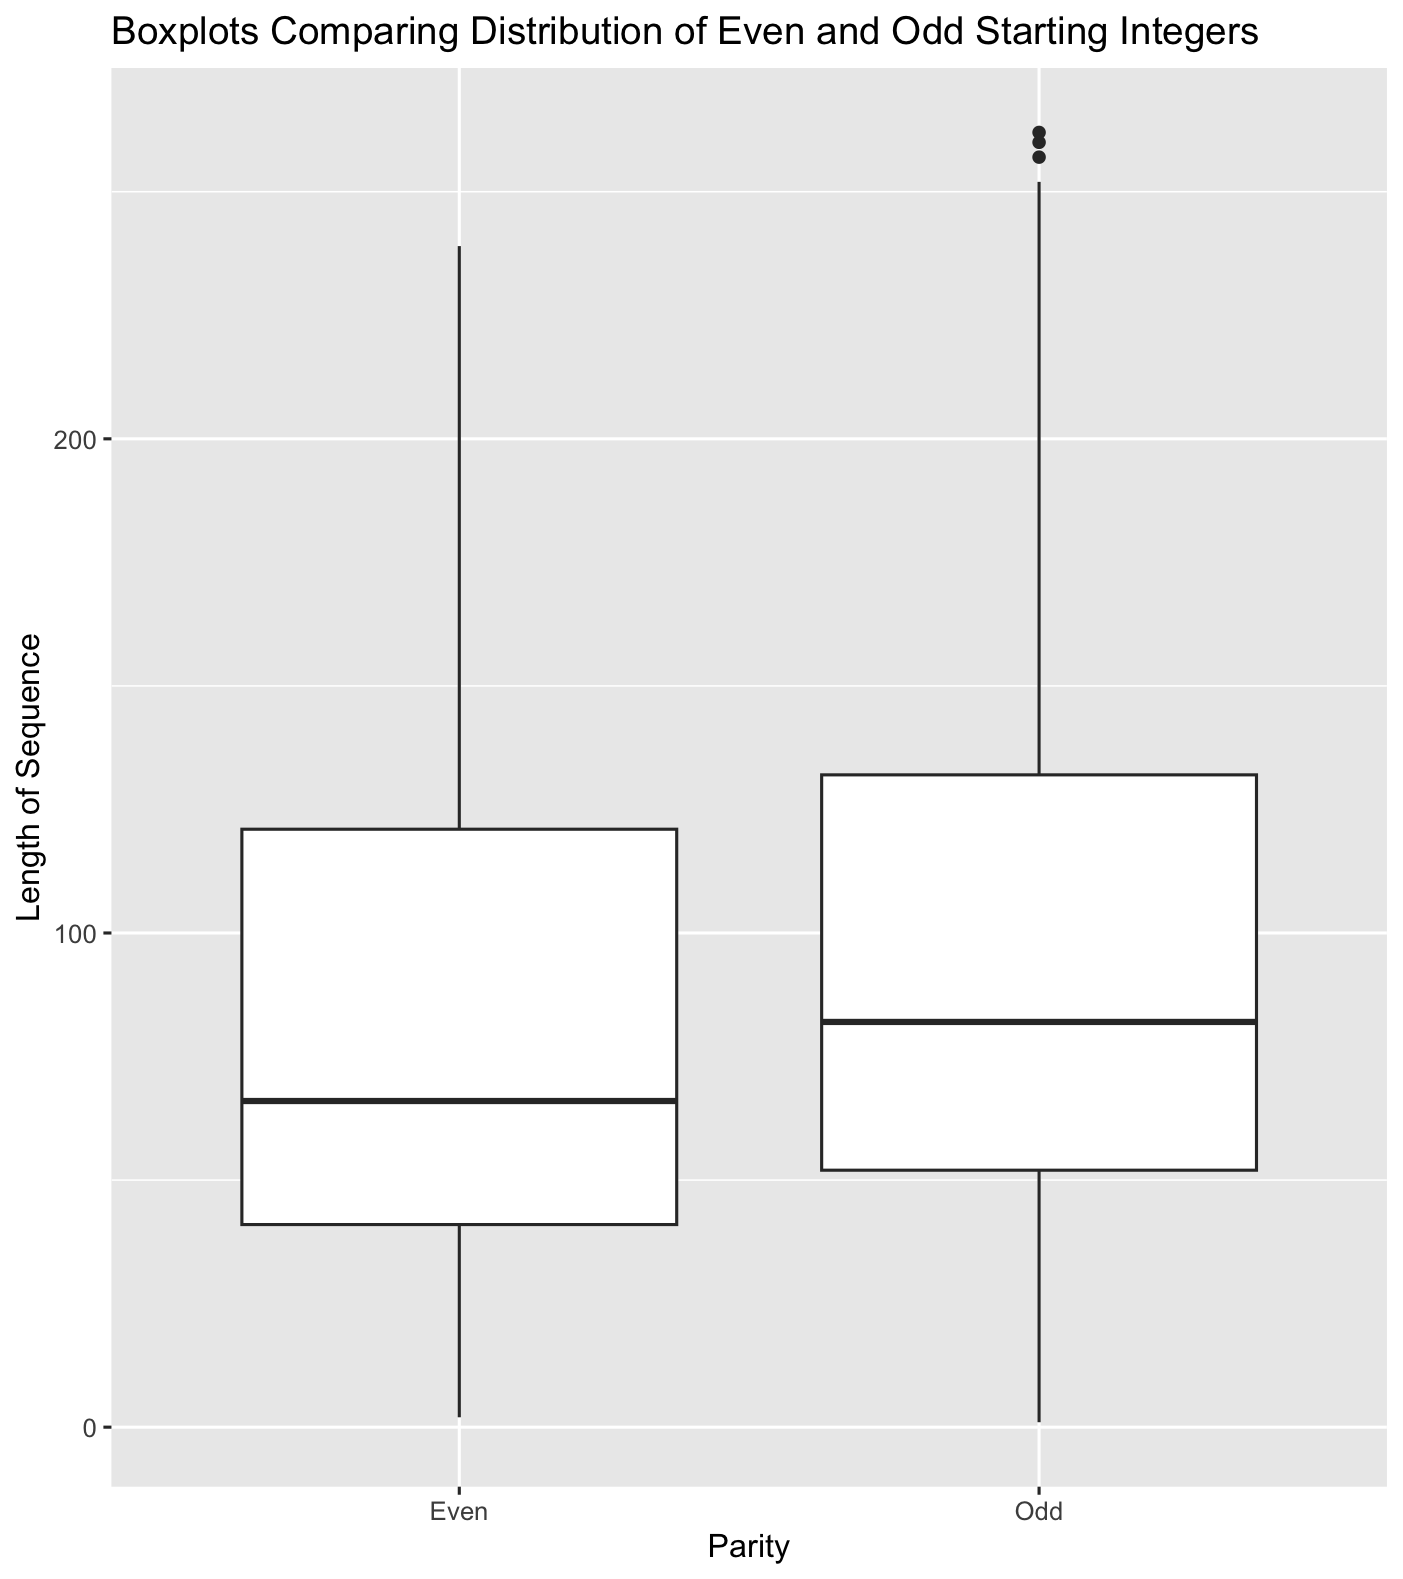 Boxplots Comparing Distribution of Even and Odd Starting Integers
Length of Sequence
200
100
0
Even
Odd
Parity